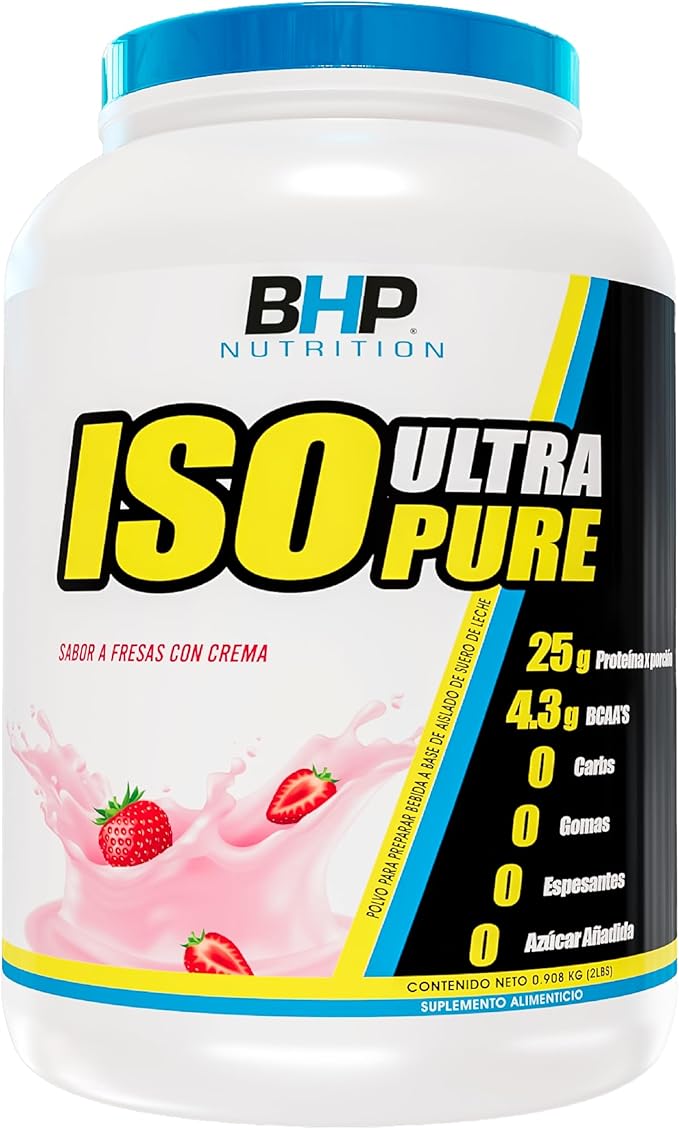 BHP®
NUTRITION
ISO ULTRA
PURE
SABOR A FRESAS CON CREMA
POLVO PARA PREPARAR BEBIDA A BASE DE AISLADO DE SUERO DE LECHE
25g Proteína x porción
4.3g BCAA'S
0 Carbs
0 Gomas
0 Espesantes
0 Azúcar Añadida
CONTENIDO NETO 0.908 KG (2LBS)
SUPLEMENTO ALIMENTICIO